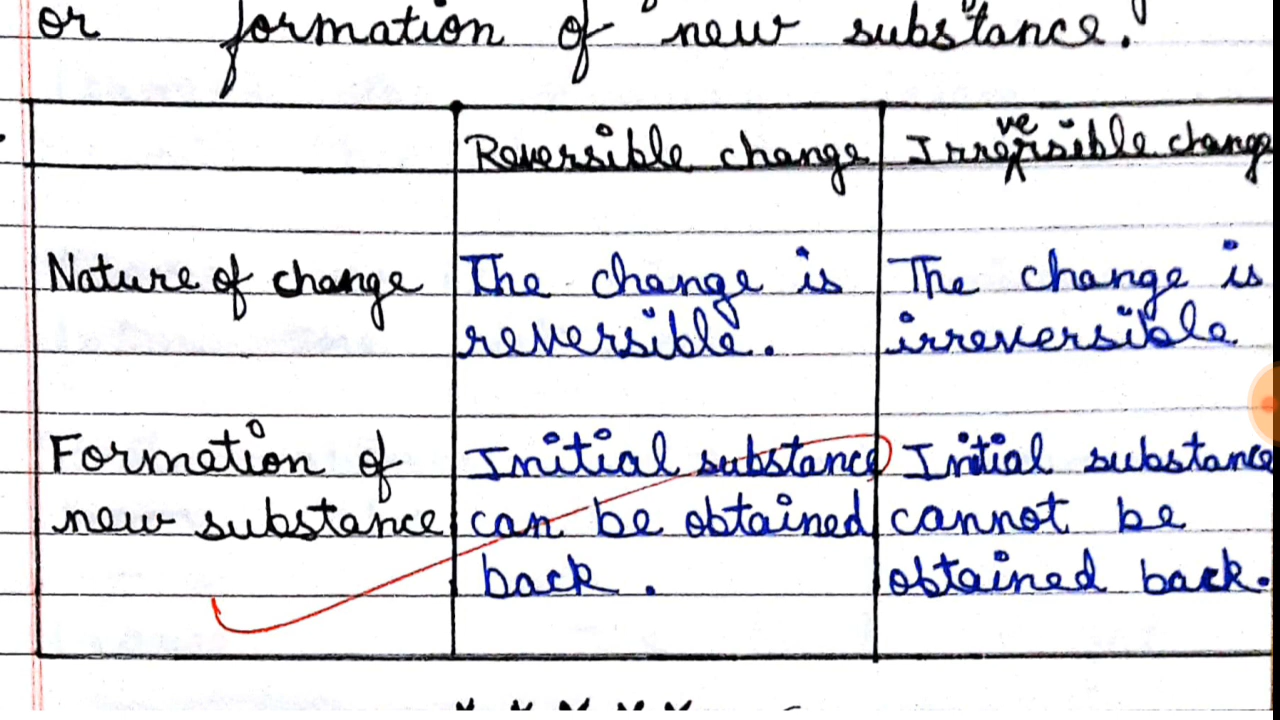 or formation of new substance.
Reversible change
Irreversible change
Nature of change
The change is
reversible.
The change is
irreversible
Formation of
new substance
Initial substance
can be obtained
back.
Initial substance
cannot be
obtained back.